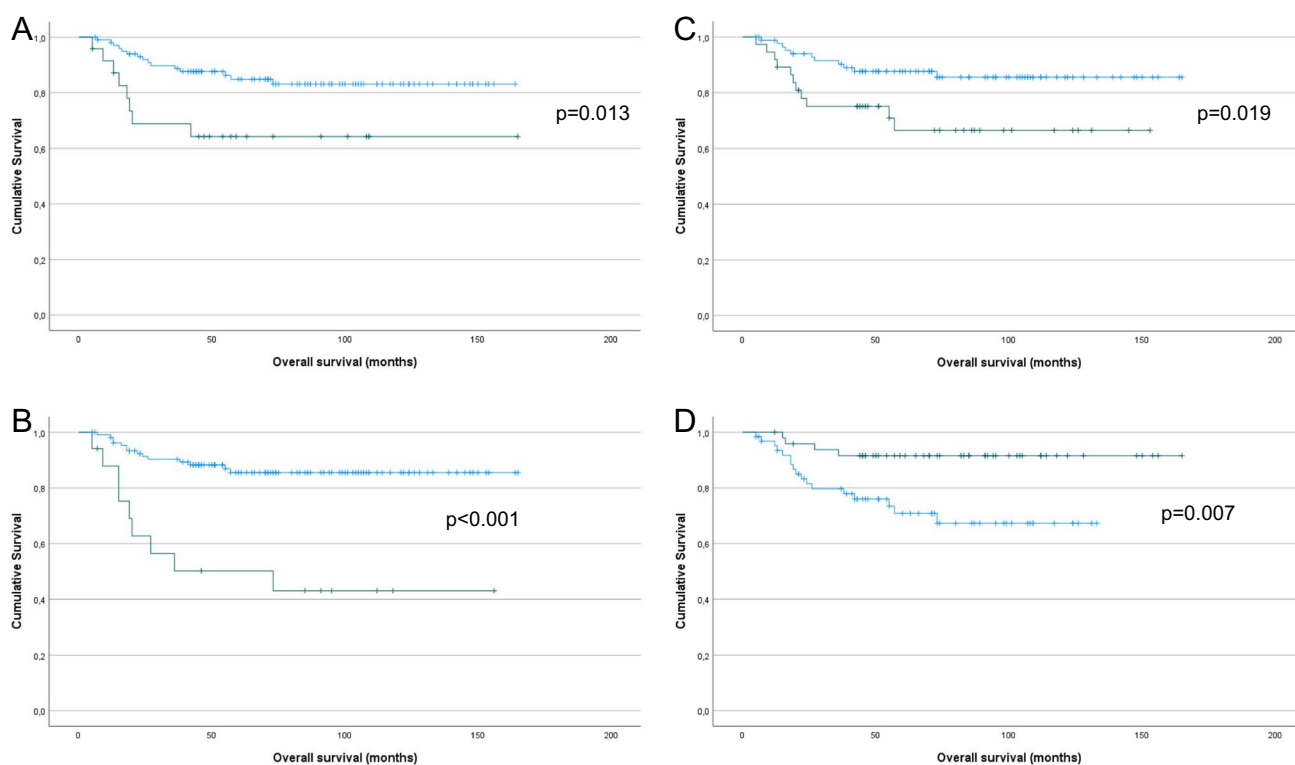 A
1,0
0,8
0,6
0,4
0,2
0,0
Cumulative Survival
p=0.013
0 50 100 150 200
Overall survival (months)
C
1,0
0,8
0,6
0,4
0,2
0,0
Cumulative Survival
p=0.019
0 50 100 150 200
Overall survival (months)
B
1,0
0,8
0,6
0,4
0,2
0,0
Cumulative Survival
p<0.001
0 50 100 150 200
Overall survival (months)
D
1,0
0,8
0,6
0,4
0,2
0,0
Cumulative Survival
p=0.007
0 50 100 150 200
Overall survival (months)